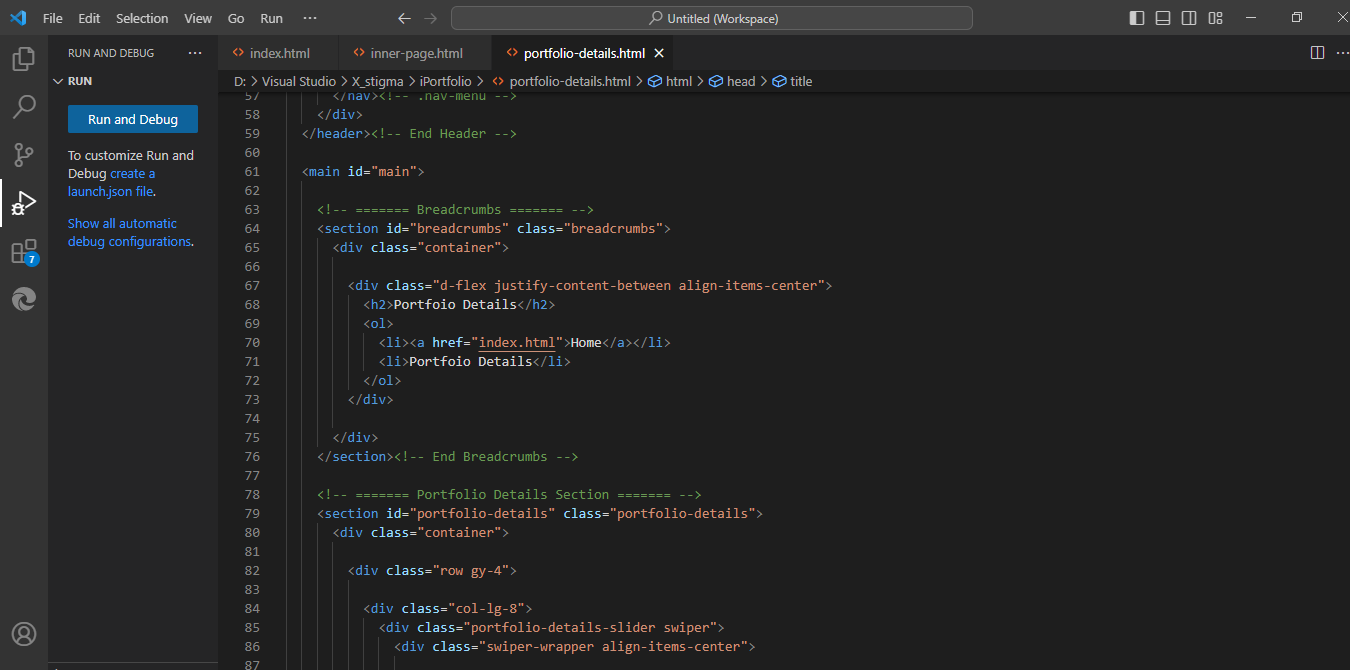 File Edit Selection View Go Run ··· Untitled (Workspace)
RUN AND DEBUG ···
RUN
Run and Debug
To customize Run and
Debug create a
launch.json file.
Show all automatic
debug configurations.
7
index.html inner-page.html portfolio-details.html
D: > Visual Studio > X_stigma > iPortfolio > portfolio-details.html > html > head > title
57 </nav><!-- .nav-menu -->
58 </div>
59 </header><!-- End Header -->
60
61 <main id="main">
62
63 <!-- ======= Breadcrumbs ======= -->
64 <section id="breadcrumbs" class="breadcrumbs">
65 <div class="container">
66
67 <div class="d-flex justify-content-between align-items-center">
68 <h2>Portfoio Details</h2>
69 <ol>
70 <li><a href="index.html">Home</a></li>
71 <li>Portfoio Details</li>
72 </ol>
73 </div>
74
75 </div>
76 </section><!-- End Breadcrumbs -->
77
78 <!-- ======= Portfolio Details Section ======= -->
79 <section id="portfolio-details" class="portfolio-details">
80 <div class="container">
81
82 <div class="row gy-4">
83
84 <div class="col-lg-8">
85 <div class="portfolio-details-slider swiper">
86 <div class="swiper-wrapper align-items-center">
87